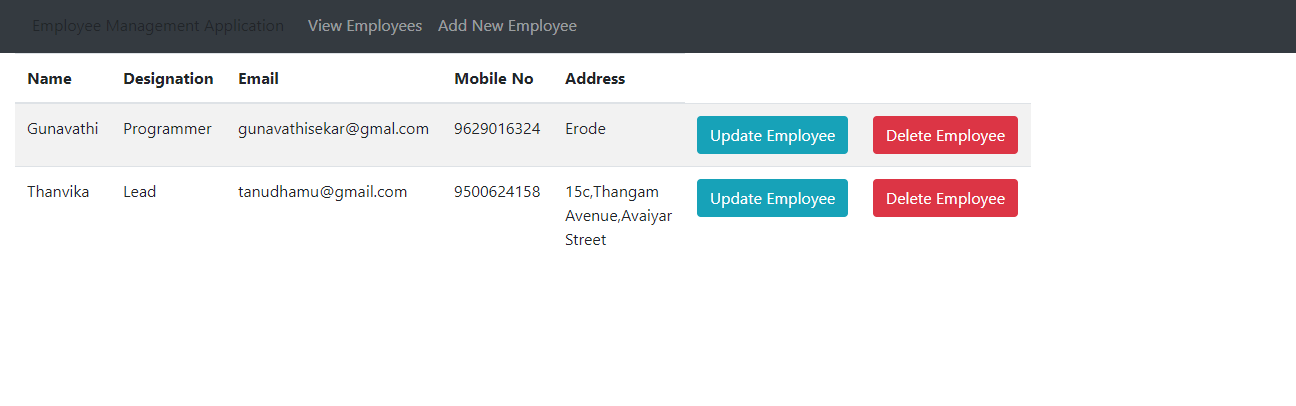 Employee Management Application View Employees Add New Employee
Name Designation Email Mobile No Address
Gunavathi Programmer gunavathisekar@gmal.com 9629016324 Erode Update Employee Delete Employee
Thanvika Lead tanudhamu@gmail.com 9500624158 15c,Thangam Update Employee Delete Employee
Avenue,Avaiyar
Street